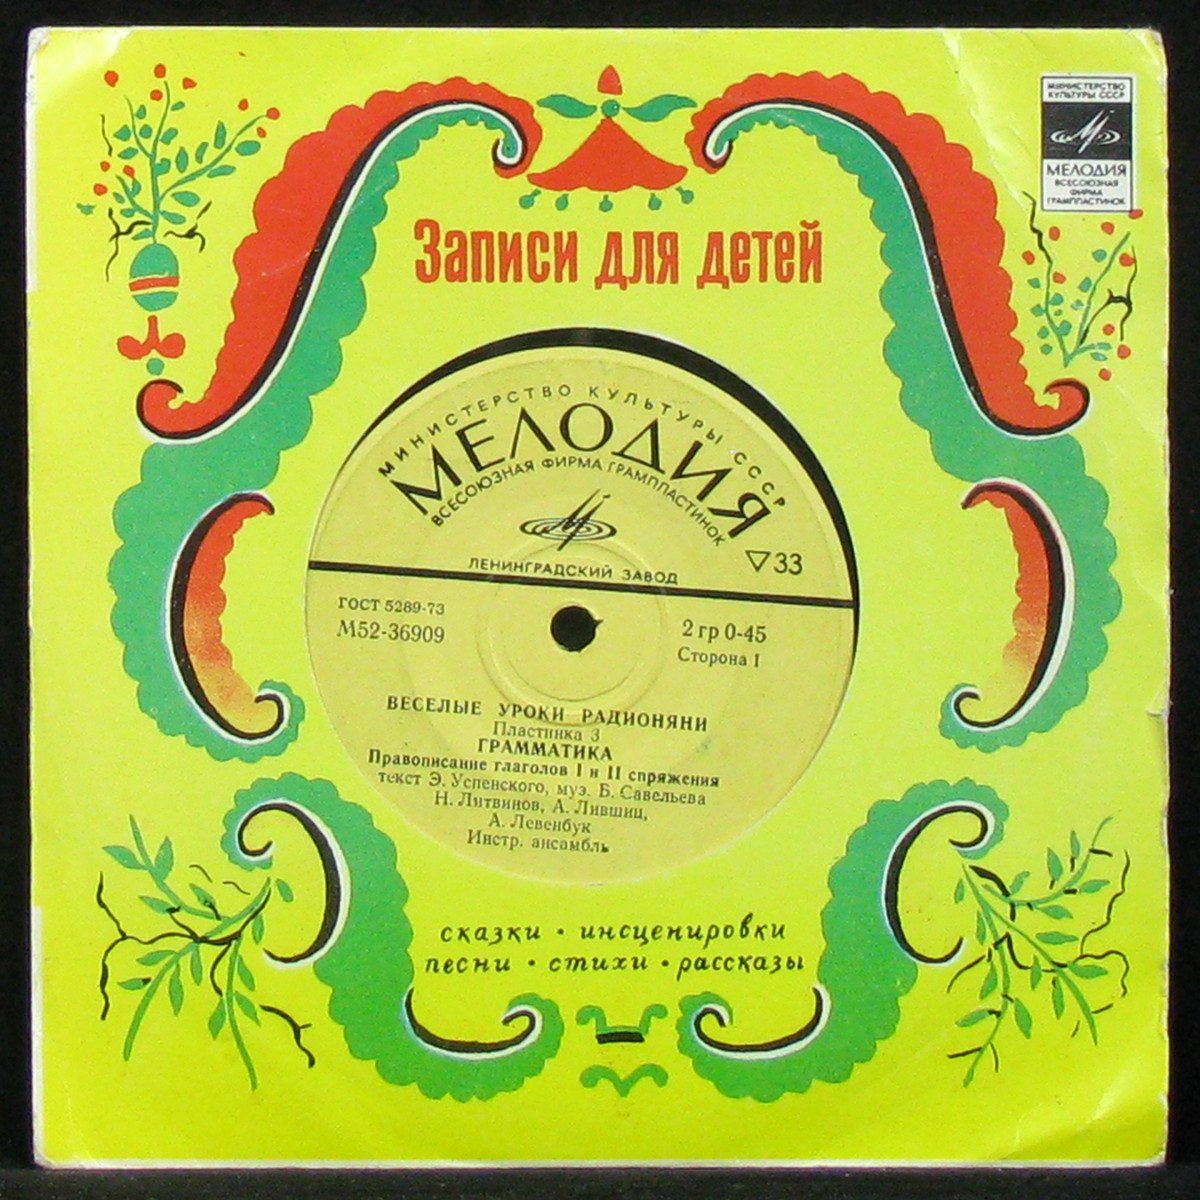 МИНИСТЕРСТВО
КУЛЬТУРЫ СССР
МЕЛОДИЯ
ВСЕСОЮЗНАЯ
ФИРМА
ГРАМПЛАСТИНОК
Записи для детей
МИНИСТЕРСТВО КУЛЬТУРЫ СССР
МЕЛОДИЯ
ВСЕСОЮЗНАЯ ФИРМА ГРАМПЛАСТИНОК
ЛЕНИНГРАДСКИЙ ЗАВОД
▽33
ГОСТ 5289-73
М52-36909
2 гр 0-45
Сторона I
ВЕСЕЛЫЕ УРОКИ РАДИОНЯНИ
Пластинка 3
ГРАММАТИКА
Правописание глаголов I и II спряжения
текст Э. Успенского, муз. Б. Савельева
Н. Литвинов, А. Лившиц,
А. Левенбук
Инстр. ансамбль
сказки • инсценировки
песни • стихи • рассказы